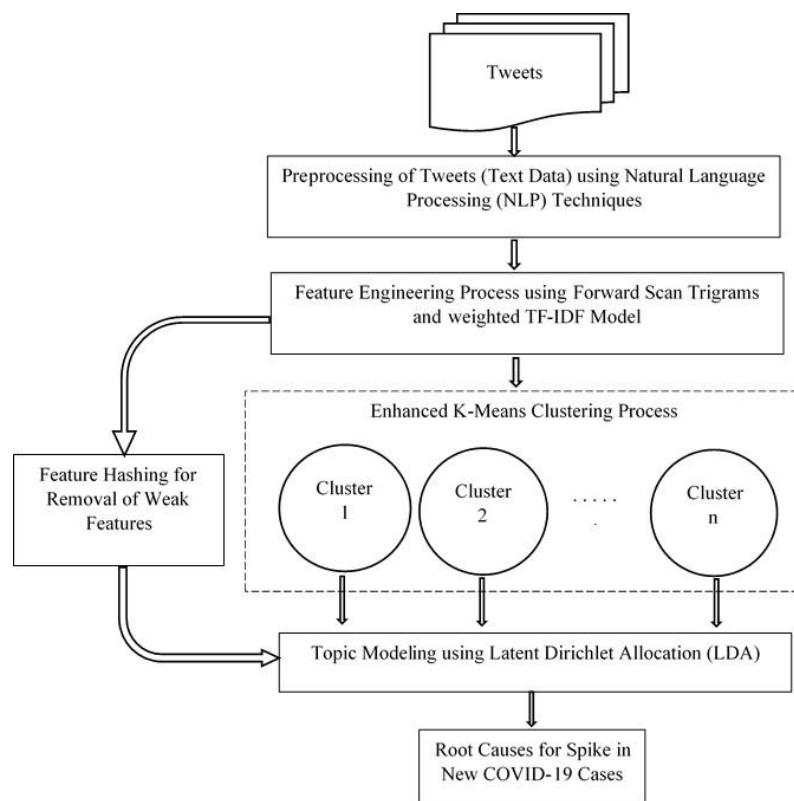 Tweets
Preprocessing of Tweets (Text Data) using Natural Language
Processing (NLP) Techniques
Feature Engineering Process using Forward Scan Trigrams
and weighted TF-IDF Model
Enhanced K-Means Clustering Process
Feature Hashing for
Removal of Weak
Features
Cluster
1
Cluster
2
. . . . .
.
Cluster
n
Topic Modeling using Latent Dirichlet Allocation (LDA)
Root Causes for Spike in
New COVID-19 Cases